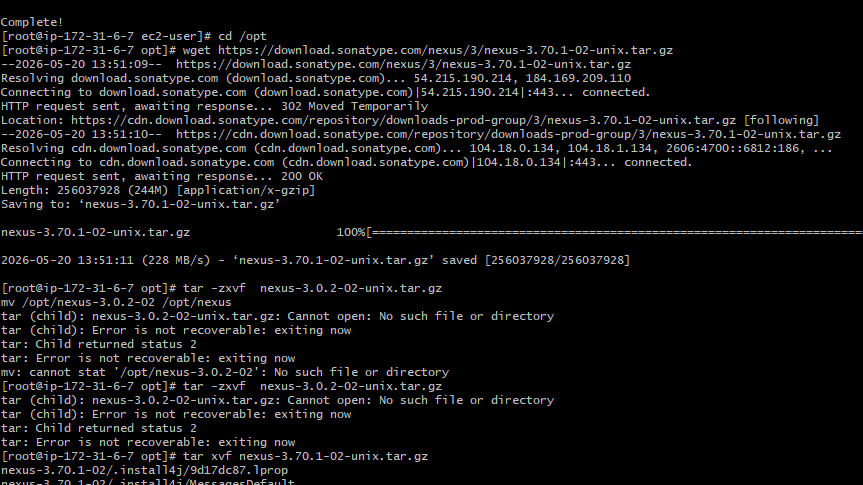 Complete!
[root@ip-172-31-6-7 ec2-user]# cd /opt
[root@ip-172-31-6-7 opt]# wget https://download.sonatype.com/nexus/3/nexus-3.70.1-02-unix.tar.gz
--2026-05-20 13:51:09--  https://download.sonatype.com/nexus/3/nexus-3.70.1-02-unix.tar.gz
Resolving download.sonatype.com (download.sonatype.com)... 54.215.190.214, 184.169.209.110
Connecting to download.sonatype.com (download.sonatype.com)|54.215.190.214|:443... connected.
HTTP request sent, awaiting response... 302 Moved Temporarily
Location: https://cdn.download.sonatype.com/repository/downloads-prod-group/3/nexus-3.70.1-02-unix.tar.gz [following]
--2026-05-20 13:51:10--  https://cdn.download.sonatype.com/repository/downloads-prod-group/3/nexus-3.70.1-02-unix.tar.gz
Resolving cdn.download.sonatype.com (cdn.download.sonatype.com)... 104.18.0.134, 104.18.1.134, 2606:4700::6812:186, ...
Connecting to cdn.download.sonatype.com (cdn.download.sonatype.com)|104.18.0.134|:443... connected.
HTTP request sent, awaiting response... 200 OK
Length: 256037928 (244M) [application/x-gzip]
Saving to: ‘nexus-3.70.1-02-unix.tar.gz’
nexus-3.70.1-02-unix.tar.gz                     100%[======================================================================
2026-05-20 13:51:11 (228 MB/s) - ‘nexus-3.70.1-02-unix.tar.gz’ saved [256037928/256037928]
[root@ip-172-31-6-7 opt]# tar -zxvf  nexus-3.0.2-02-unix.tar.gz
mv /opt/nexus-3.0.2-02 /opt/nexus
tar (child): nexus-3.0.2-02-unix.tar.gz: Cannot open: No such file or directory
tar (child): Error is not recoverable: exiting now
tar: Child returned status 2
tar: Error is not recoverable: exiting now
mv: cannot stat '/opt/nexus-3.0.2-02': No such file or directory
[root@ip-172-31-6-7 opt]# tar -zxvf  nexus-3.0.2-02-unix.tar.gz
tar (child): nexus-3.0.2-02-unix.tar.gz: Cannot open: No such file or directory
tar (child): Error is not recoverable: exiting now
tar: Child returned status 2
tar: Error is not recoverable: exiting now
[root@ip-172-31-6-7 opt]# tar xvf nexus-3.70.1-02-unix.tar.gz
nexus-3.70.1-02/.install4j/9d17dc87.lprop
nexus-3.70.1-02/.install4j/MessagesDefault